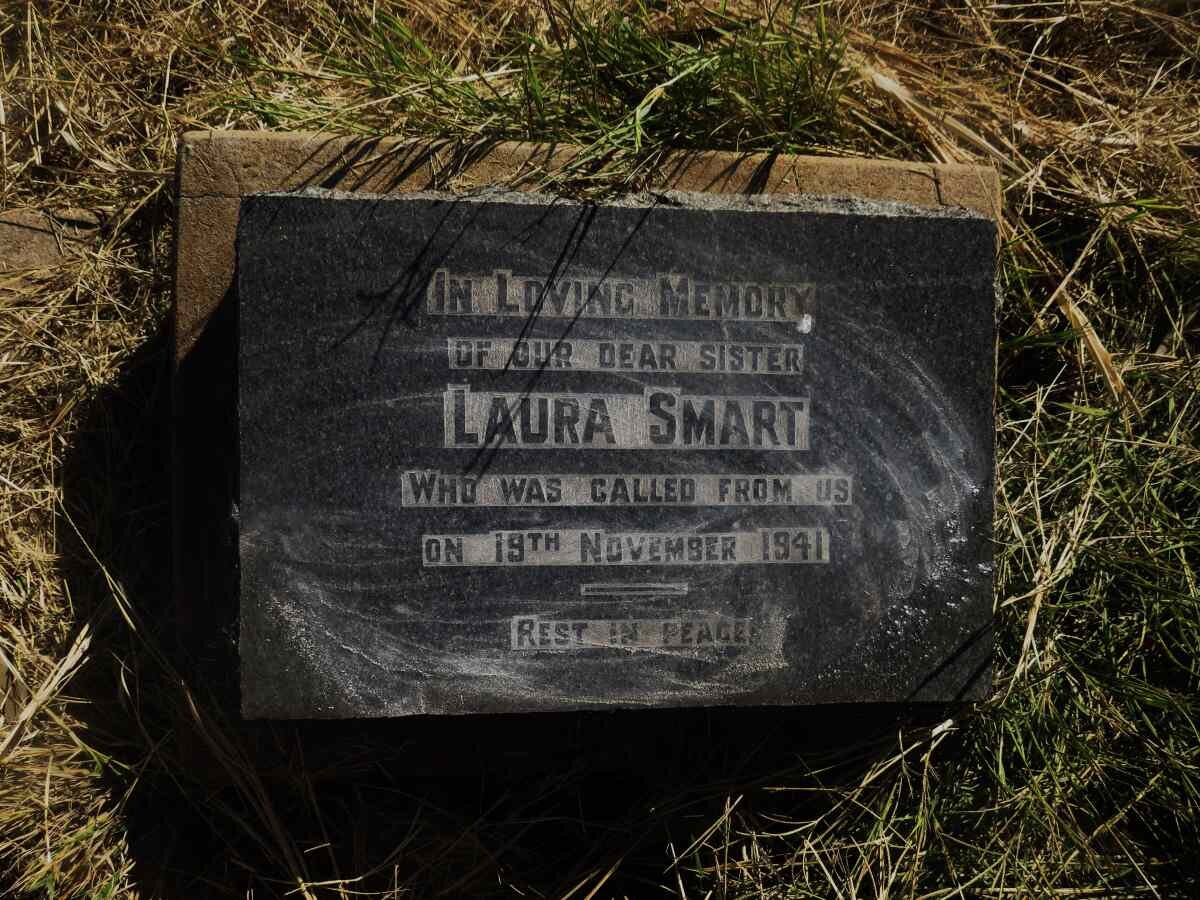 In Loving Memory
OF OUR DEAR SISTER
Laura Smart
Who was called from us
ON 19TH November 1941
Rest in peace